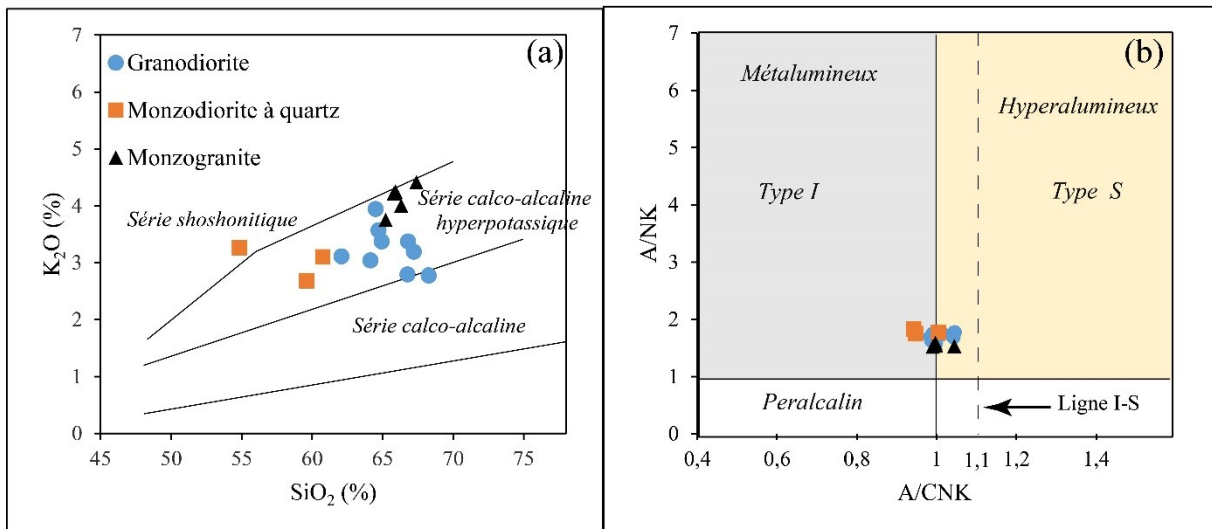 (a)
Granodiorite
Monzodiorite à quartz
Monzogranite
Série shoshonitique
Série calco-alcaline
hyperpotassique
Série calco-alcaline
K2O (%)
7
6
5
4
3
2
1
0
45
50
55
60
65
70
75
SiO2 (%)
(b)
Métalumineux
Hyperalumineux
Type I
Type S
Peralcalin
Ligne I-S
A/NK
7
6
5
4
3
2
1
0
0,4
0,6
0,8
1
1,1
1,2
1,4
A/CNK